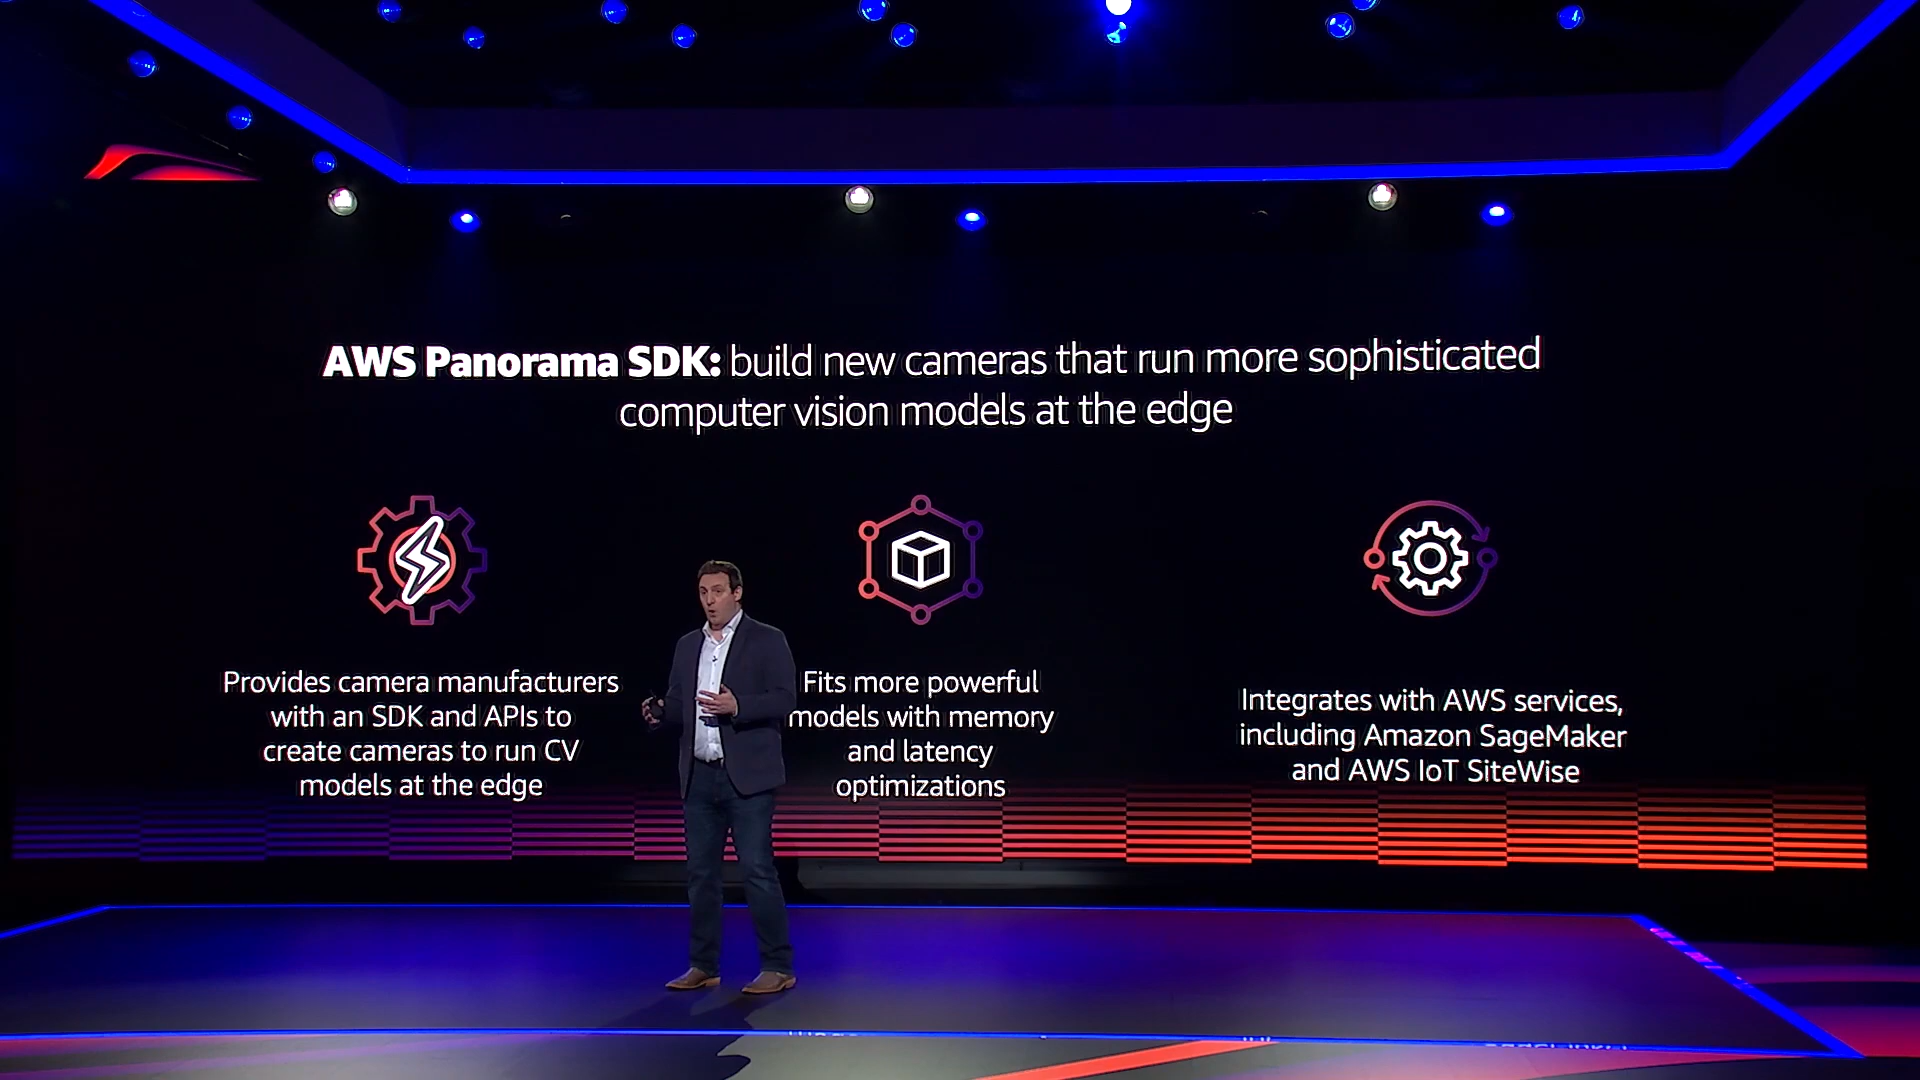 AWS Panorama SDK: build new cameras that run more sophisticated
computer vision models at the edge
Provides camera manufacturers
with an SDK and APIs to
create cameras to run CV
models at the edge
Fits more powerful
models with memory
and latency
optimizations
Integrates with AWS services,
including Amazon SageMaker
and AWS IoT SiteWise